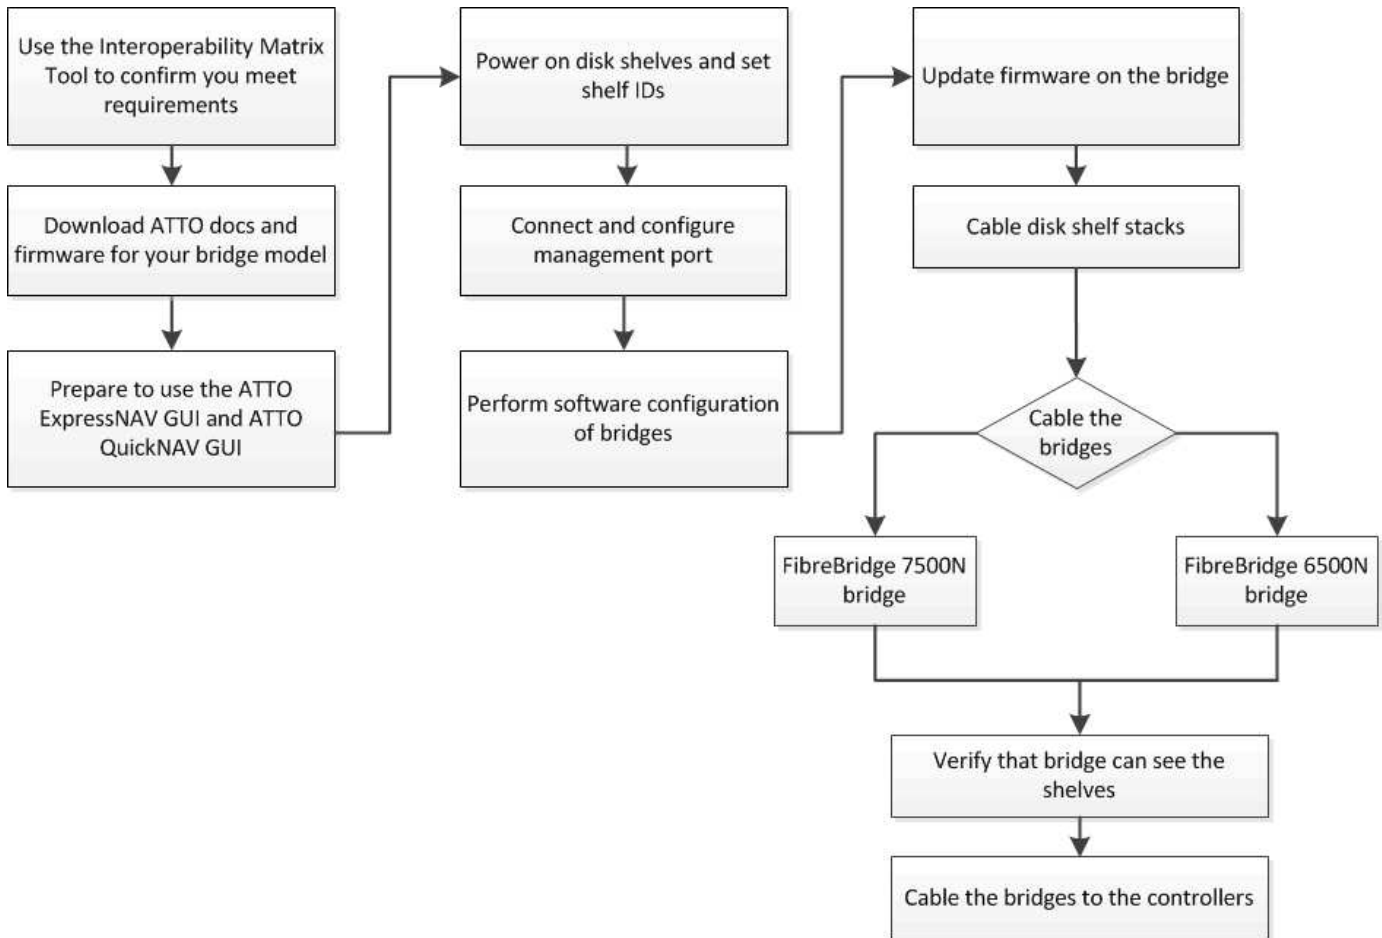 Use the Interoperability Matrix
Tool to confirm you meet
requirements
Download ATTO docs and
firmware for your bridge model
Prepare to use the ATTO
ExpressNAV GUI and ATTO
QuickNAV GUI
Power on disk shelves and set
shelf IDs
Connect and configure
management port
Perform software configuration
of bridges
Update firmware on the bridge
Cable disk shelf stacks
Cable the
bridges
FibreBridge 7500N
bridge
FibreBridge 6500N
bridge
Verify that bridge can see the
shelves
Cable the bridges to the controllers